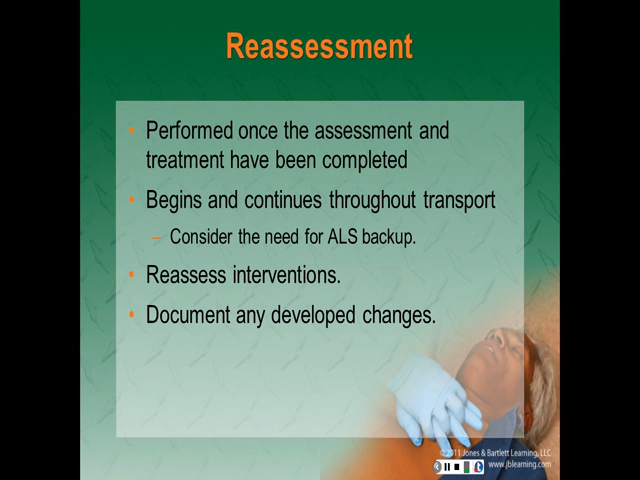 Reassessment
• Performed once the assessment and
treatment have been completed
• Begins and continues throughout transport
– Consider the need for ALS backup.
• Reassess interventions.
• Document any developed changes.
© 2011 Jones & Bartlett Learning, LLC
www.jblearning.com